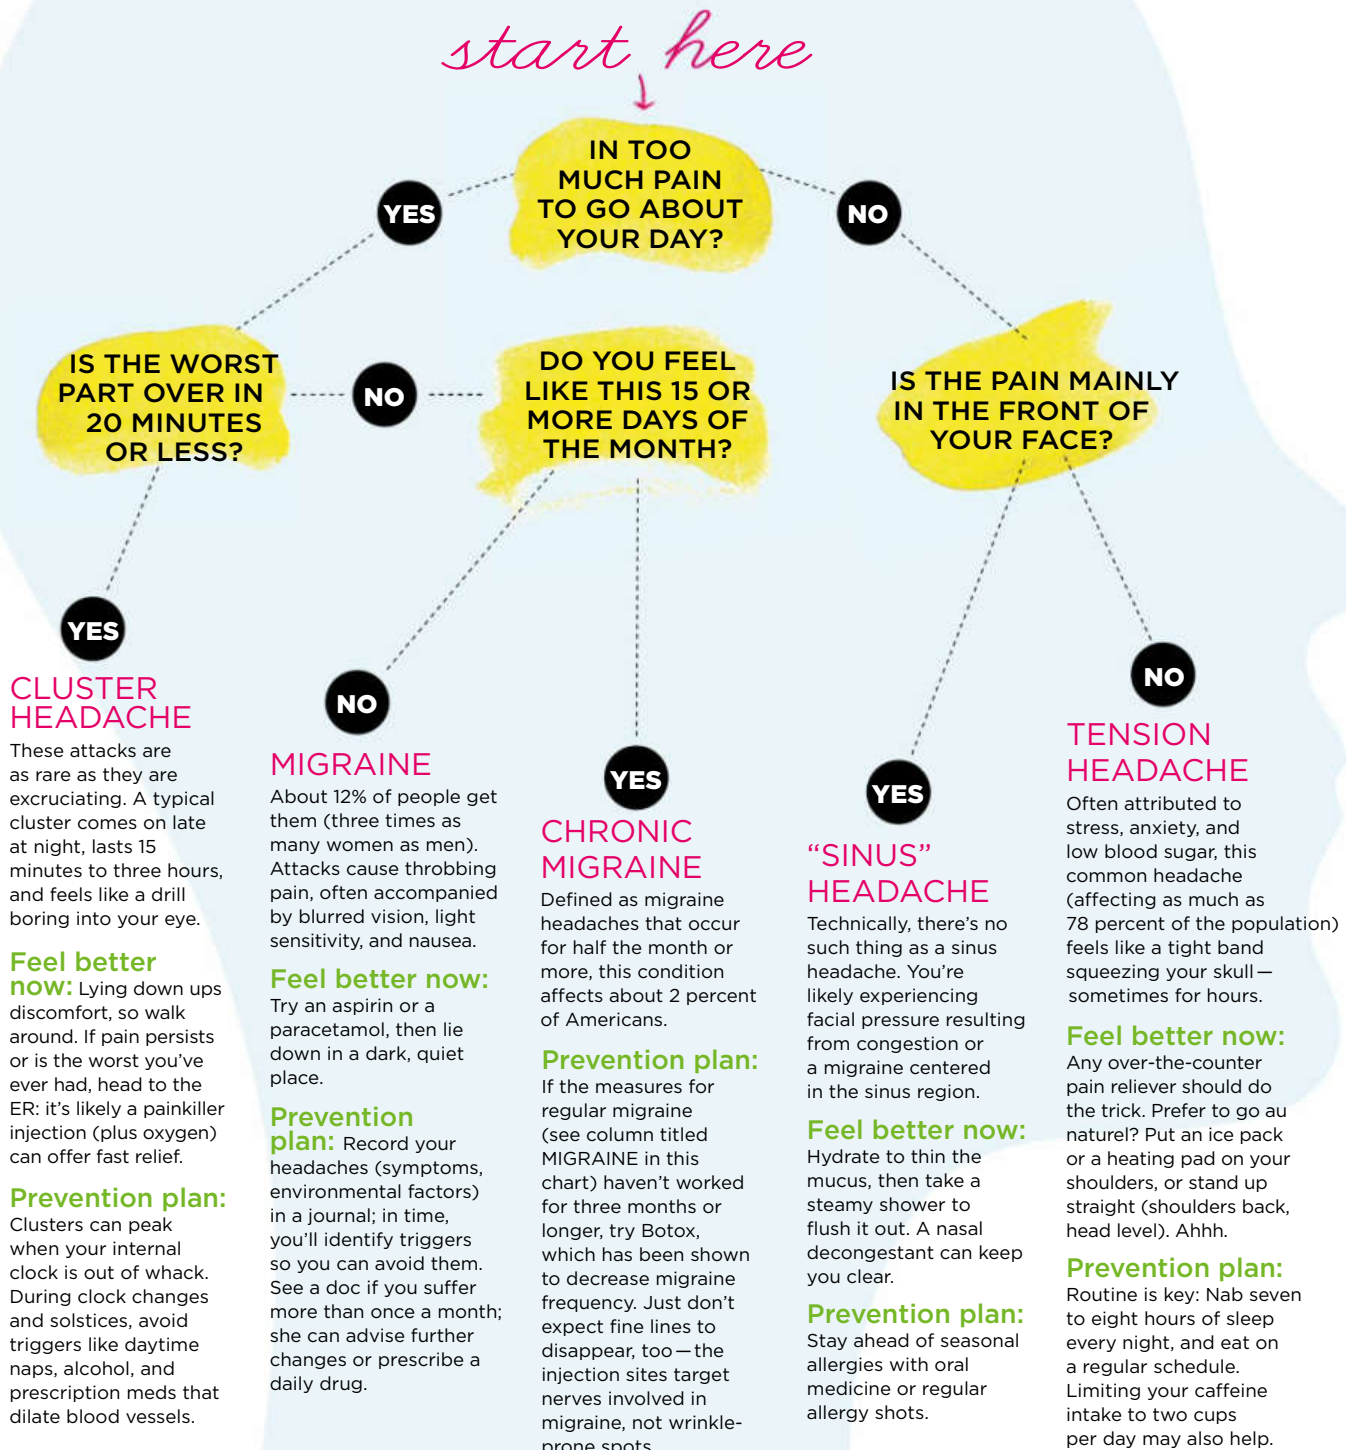 start here
IN TOO
MUCH PAIN
TO GO ABOUT
YOUR DAY?
YES
NO
IS THE WORST
PART OVER IN
20 MINUTES
OR LESS?
NO
DO YOU FEEL
LIKE THIS 15 OR
MORE DAYS OF
THE MONTH?
IS THE PAIN MAINLY
IN THE FRONT OF
YOUR FACE?
YES
CLUSTER
HEADACHE
These attacks are
as rare as they are
excruciating. A typical
cluster comes on late
at night, lasts 15
minutes to three hours,
and feels like a drill
boring into your eye.
Feel better
now: Lying down ups
discomfort, so walk
around. If pain persists
or is the worst you've
ever had, head to the
ER: it's likely a painkiller
injection (plus oxygen)
can offer fast relief.
Prevention plan:
Clusters can peak
when your internal
clock is out of whack.
During clock changes
and solstices, avoid
triggers like daytime
naps, alcohol, and
prescription meds that
dilate blood vessels.
NO
MIGRAINE
About 12% of people get
them (three times as
many women as men).
Attacks cause throbbing
pain, often accompanied
by blurred vision, light
sensitivity, and nausea.
Feel better now:
Try an aspirin or a
paracetamol, then lie
down in a dark, quiet
place.
Prevention
plan: Record your
headaches (symptoms,
environmental factors)
in a journal; in time,
you'll identify triggers
so you can avoid them.
See a doc if you suffer
more than once a month;
she can advise further
changes or prescribe a
daily drug.
YES
CHRONIC
MIGRAINE
Defined as migraine
headaches that occur
for half the month or
more, this condition
affects about 2 percent
of Americans.
Prevention plan:
If the measures for
regular migraine
(see column titled
MIGRAINE in this
chart) haven't worked
for three months or
longer, try Botox,
which has been shown
to decrease migraine
frequency. Just don't
expect fine lines to
disappear, too — the
injection sites target
nerves involved in
migraine, not wrinkle-
prone spots.
YES
“SINUS”
HEADACHE
Technically, there's no
such thing as a sinus
headache. You're
likely experiencing
facial pressure resulting
from congestion or
a migraine centered
in the sinus region.
Feel better now:
Hydrate to thin the
mucus, then take a
steamy shower to
flush it out. A nasal
decongestant can keep
you clear.
Prevention plan:
Stay ahead of seasonal
allergies with oral
medicine or regular
allergy shots.
NO
TENSION
HEADACHE
Often attributed to
stress, anxiety, and
low blood sugar, this
common headache
(affecting as much as
78 percent of the population)
feels like a tight band
squeezing your skull —
sometimes for hours.
Feel better now:
Any over-the-counter
pain reliever should do
the trick. Prefer to go au
naturel? Put an ice pack
or a heating pad on your
shoulders, or stand up
straight (shoulders back,
head level). Ahhh.
Prevention plan:
Routine is key: Nab seven
to eight hours of sleep
every night, and eat on
a regular schedule.
Limiting your caffeine
intake to two cups
per day may also help.